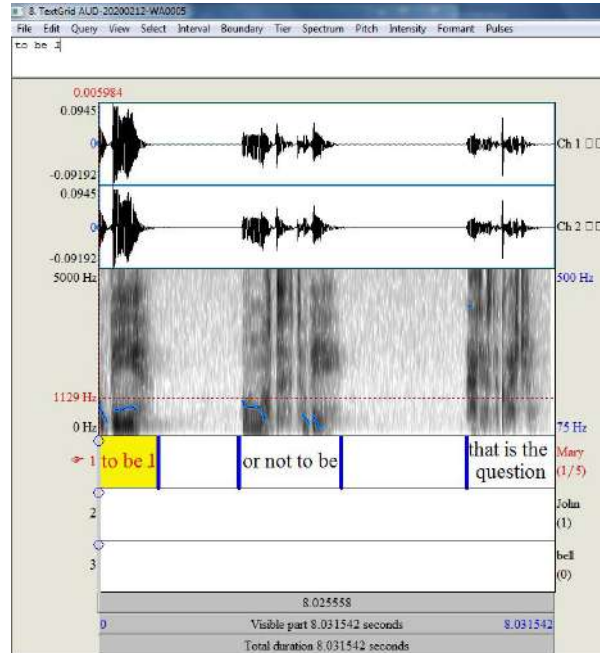 8. TextGrid AUD-20200212-WA0005
File Edit Query View Select Interval Boundary Tier Spectrum Pitch Intensity Formant Pulses
to be 1
0.005984
0.0945
0
-0.09192
Ch 1
0.0945
0
-0.09192
Ch 2
5000 Hz
500 Hz
1129 Hz
0 Hz
75 Hz
1
to be 1
or not to be
that is the
question
Mary
(1/5)
2
John
(1)
3
bell
(0)
8.025558
0
Visible part 8.031542 seconds
8.031542
Total duration 8.031542 seconds